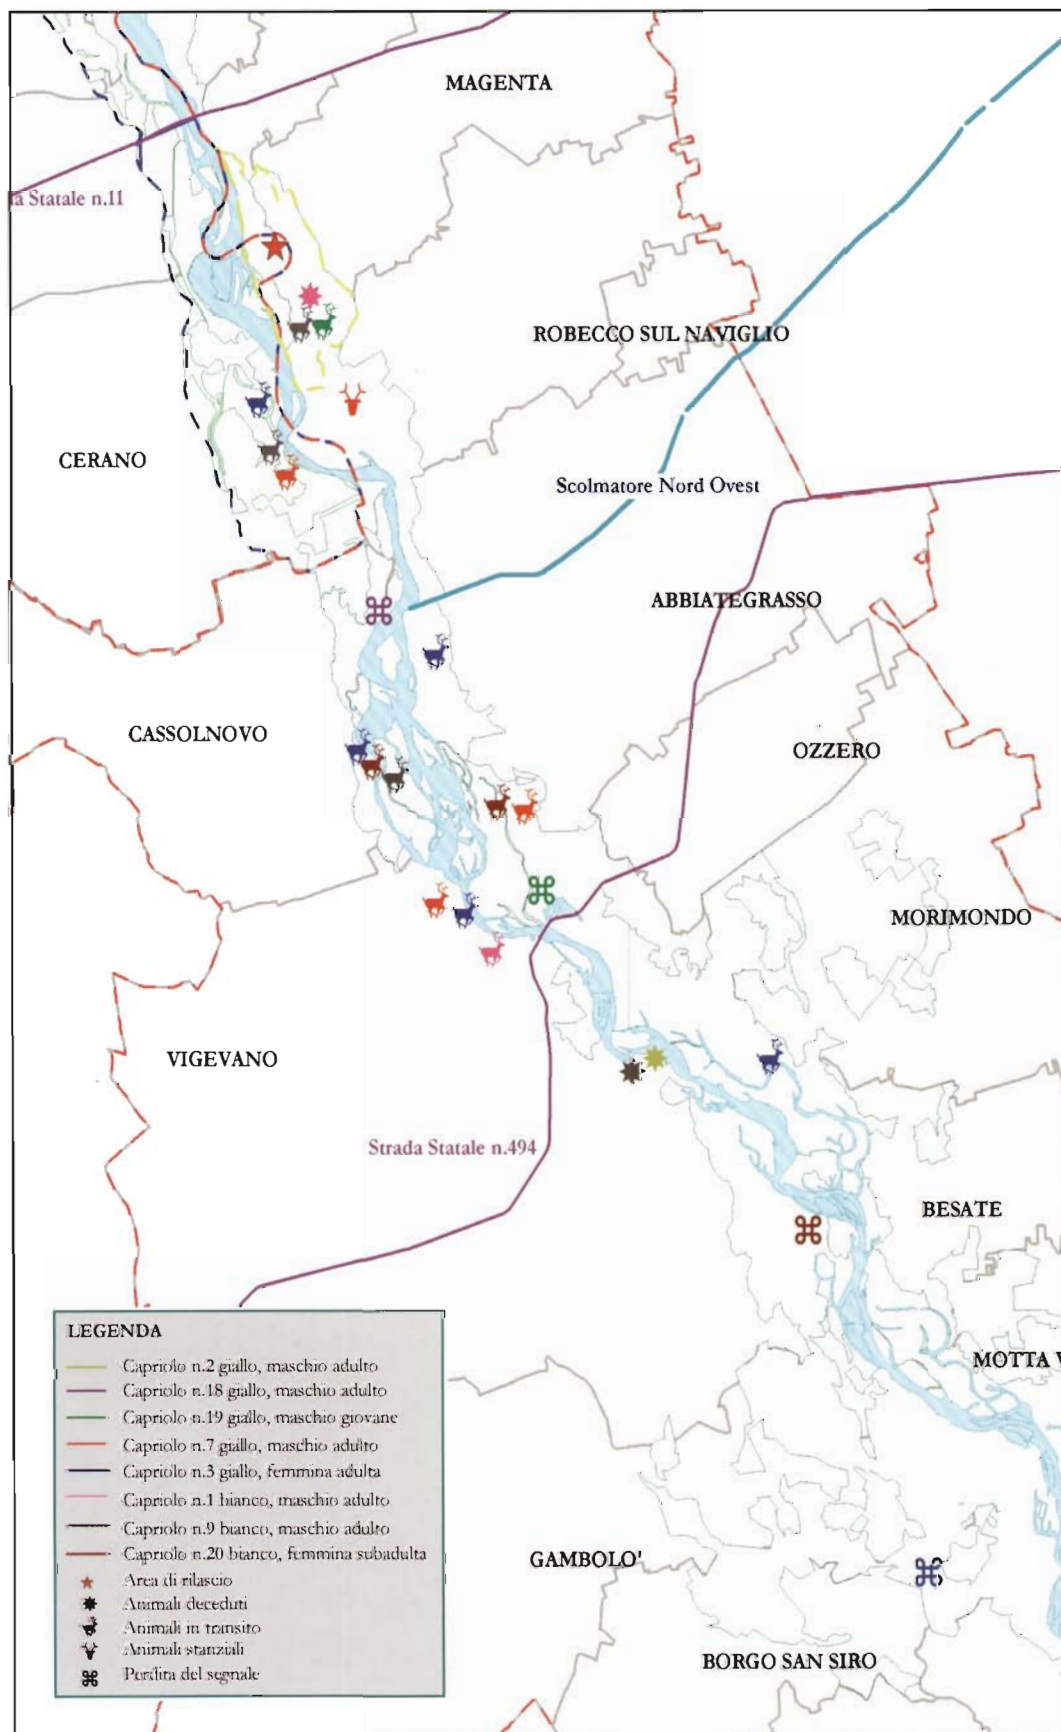 MAGENTA
la Statale n.11
ROBECCO SUL NAVIGLIO
CERANO
Scolmatore Nord Ovest
ABBIATEGRASSO
CASSOLNOVO
OZZERO
MORIMONDO
VIGEVANO
Strada Statale n.494
BESATE
LEGENDA
Capriolo n.2 giallo, maschio adulto
Capriolo n.18 giallo, maschio adulto
Capriolo n.19 giallo, maschio giovane
Capriolo n.7 giallo, maschio adulto
Capriolo n.3 giallo, femmina adulta
Capriolo n.1 bianco, maschio adulto
Capriolo n.9 bianco, maschio adulto
Capriolo n.20 bianco, femmina subadulta
Area di rilascio
Animali deceduti
Animali in transito
Animali stanziali
Perdita del segnale
MOTTA V
GAMBOLO'
BORGO SAN SIRO